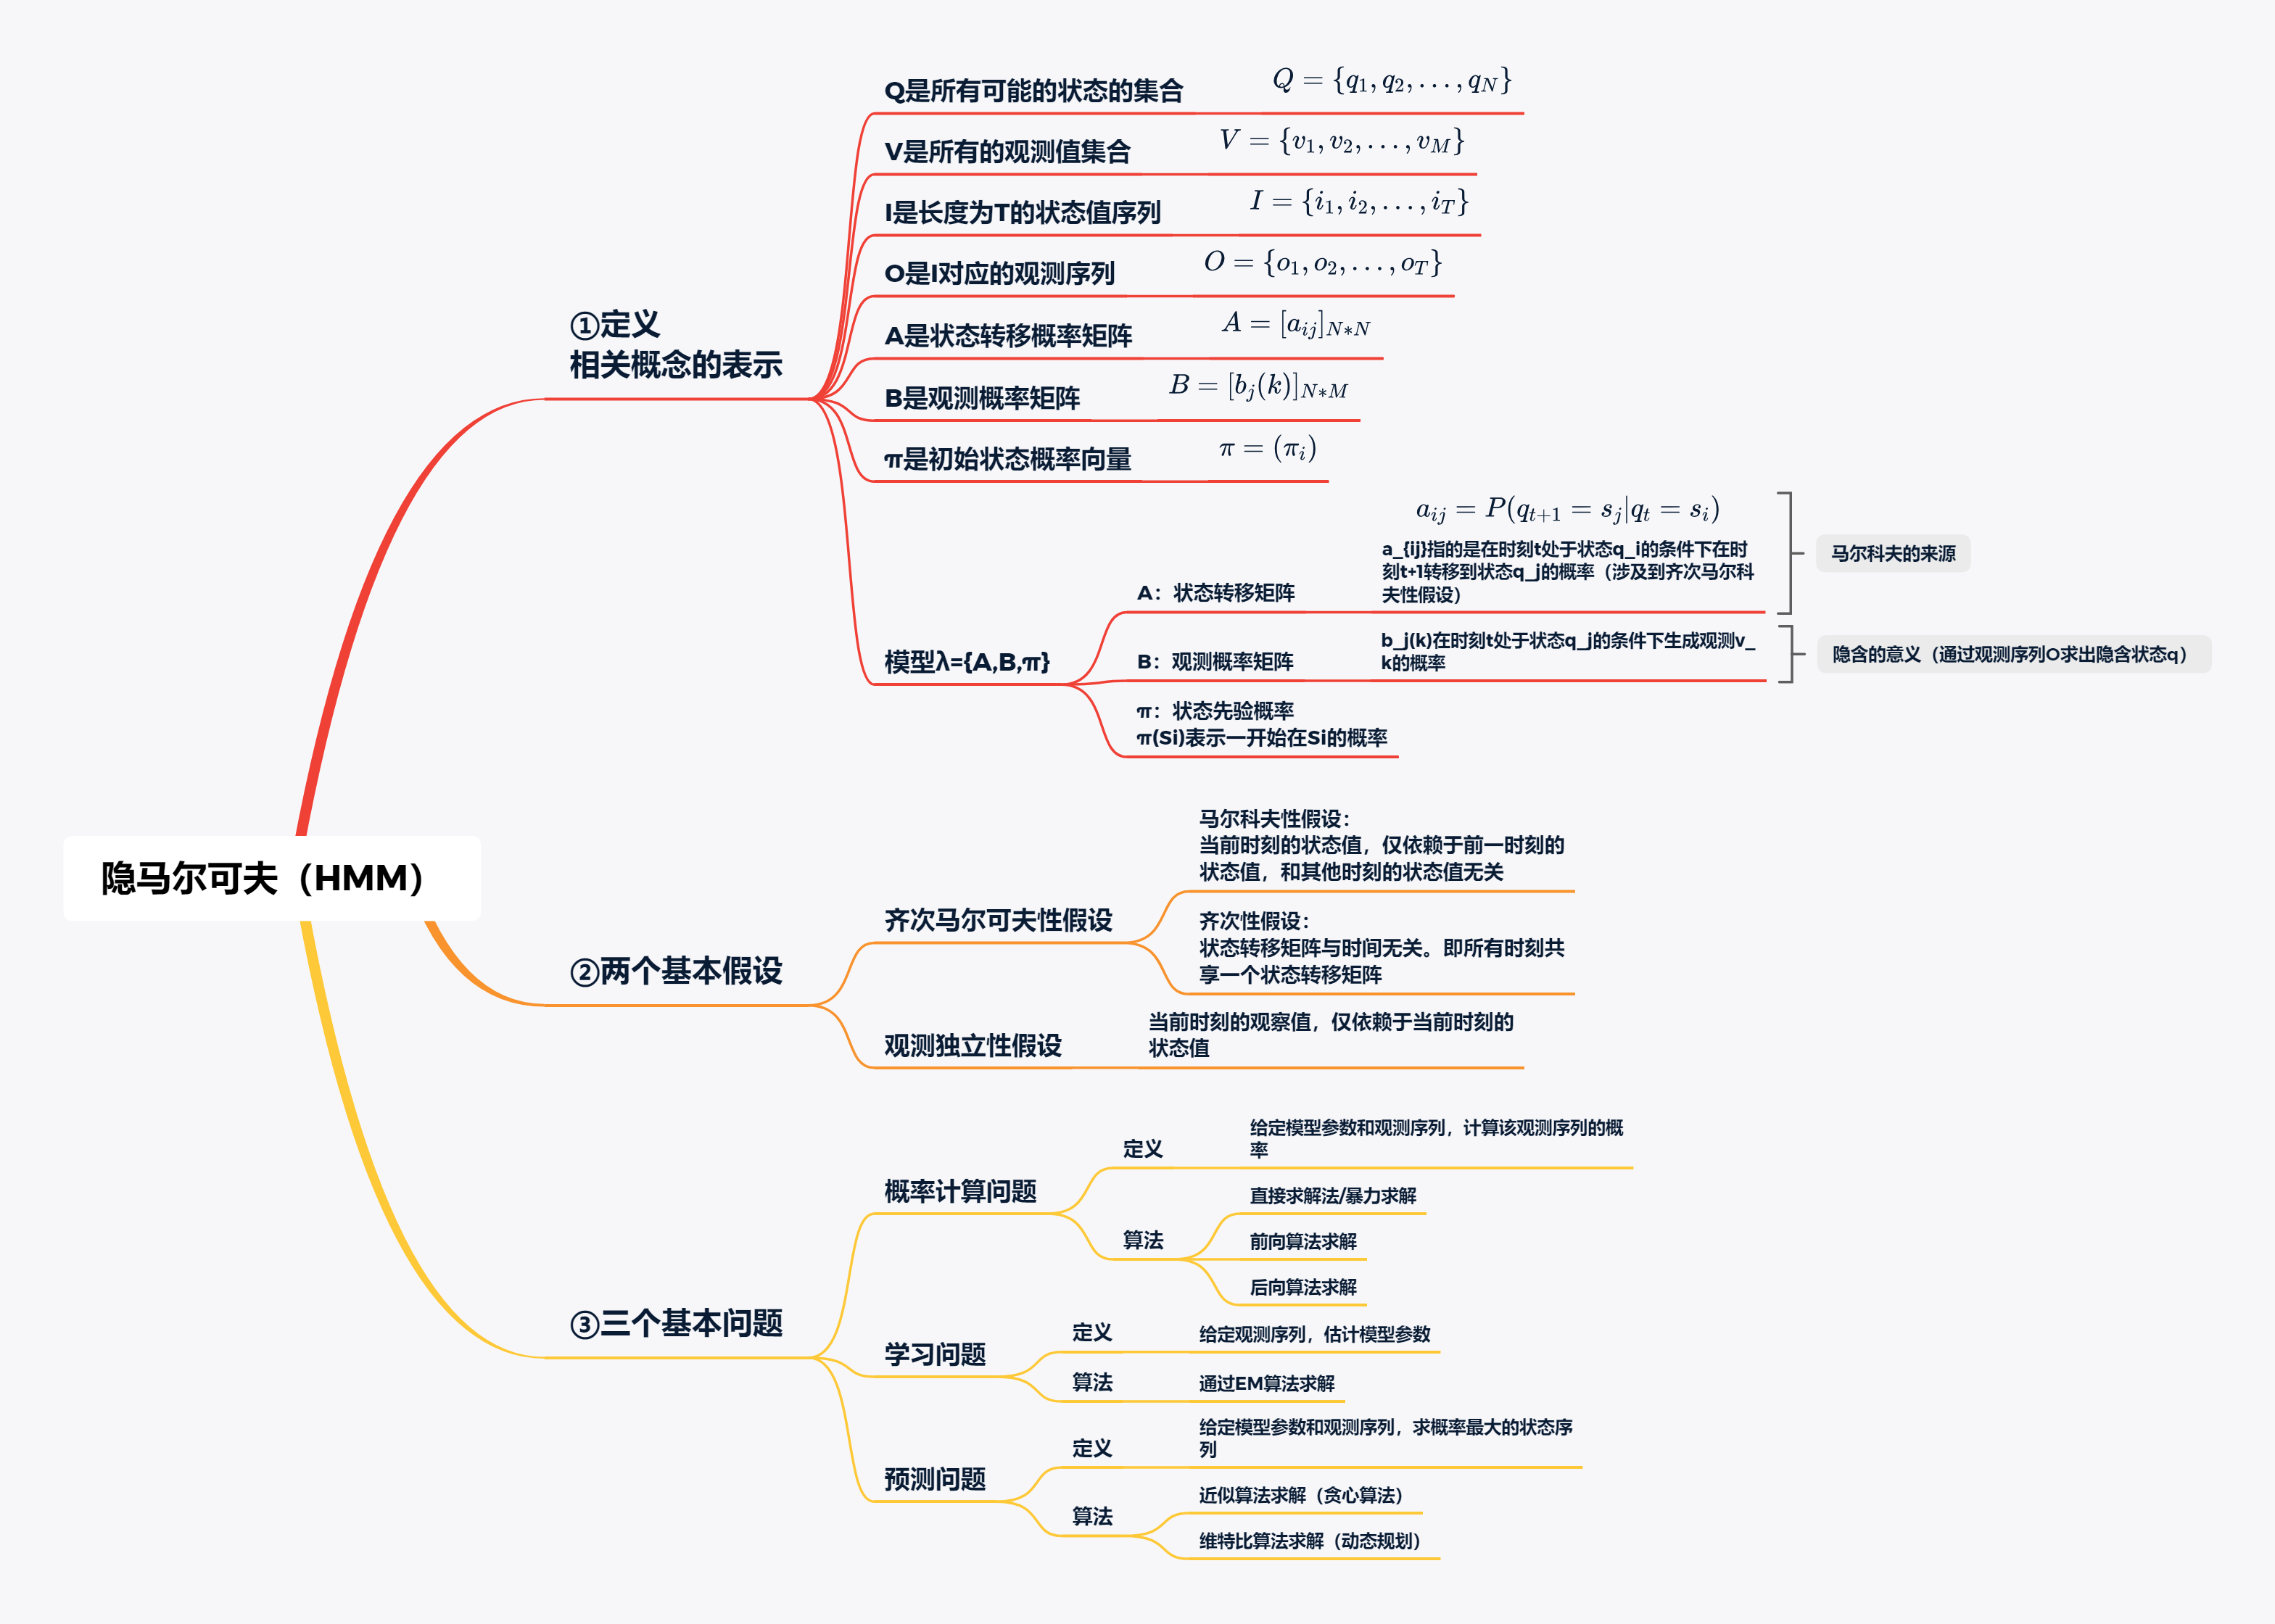 隐马尔可夫（HMM）
①定义
相关概念的表示
Q是所有可能的状态的集合
Q = {q_1, q_2, ..., q_N}
V是所有的观测值集合
V = {v_1, v_2, ..., v_M}
I是长度为T的状态值序列
I = {i_1, i_2, ..., i_T}
O是I对应的观测序列
O = {o_1, o_2, ..., o_T}
A是状态转移概率矩阵
A = [a_{ij}]_{N*N}
B是观测概率矩阵
B = [b_j(k)]_{N*M}
π是初始状态概率向量
π = (π_i)
模型λ={A,B,π}
A：状态转移矩阵
a_{ij} = P(q_{t+1} = s_j|q_t = s_i)
a_{ij}指的是在时刻t处于状态q_i的条件下在时
刻t+1转移到状态q_j的概率（涉及到齐次马尔科
夫性假设）
马尔科夫的来源
B：观测概率矩阵
b_j(k)在时刻t处于状态q_j的条件下生成观测v_
k的概率
隐含的意义（通过观测序列O求出隐含状态q）
π：状态先验概率
π(Si)表示一开始在Si的概率
②两个基本假设
齐次马尔可夫性假设
马尔科夫性假设：
当前时刻的状态值，仅依赖于前一时刻的
状态值，和其他时刻的状态值无关
齐次性假设：
状态转移矩阵与时间无关。即所有时刻共
享一个状态转移矩阵
观测独立性假设
当前时刻的观察值，仅依赖于当前时刻的
状态值
③三个基本问题
概率计算问题
定义
给定模型参数和观测序列，计算该观测序列的概
率
算法
直接求解法/暴力求解
前向算法求解
后向算法求解
学习问题
定义
给定观测序列，估计模型参数
算法
通过EM算法求解
预测问题
定义
给定模型参数和观测序列，求概率最大的状态序
列
算法
近似算法求解（贪心算法）
维特比算法求解（动态规划）